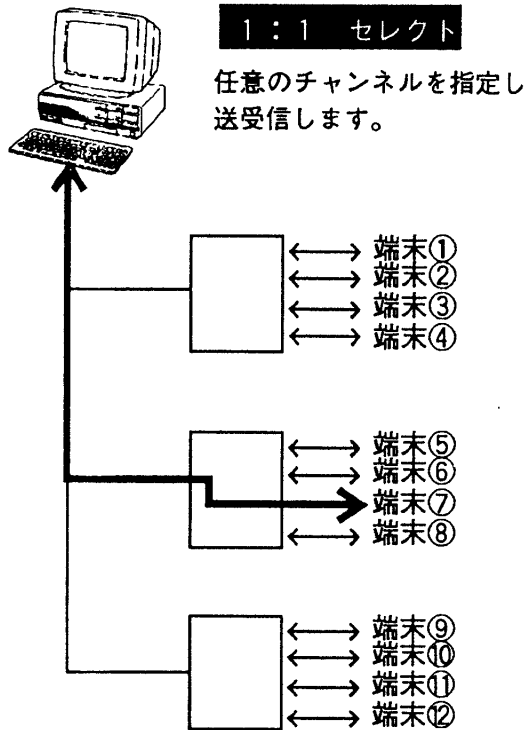 1：1 セレクト
任意のチャンネルを指定し
送受信します。
端末①
端末②
端末③
端末④
端末⑤
端末⑥
端末⑦
端末⑧
端末⑨
端末⑩
端末⑪
端末⑫